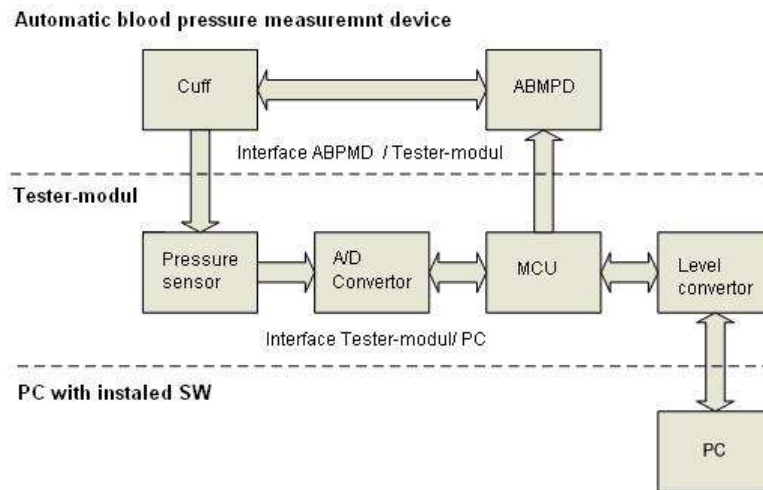 Automatic blood pressure measuremnt device
Cuff
ABMPD
Interface ABPMD / Tester-modul
Tester-modul
Pressure
sensor
A/D
Convertor
MCU
Level
convertor
Interface Tester-modul/ PC
PC with instaled SW
PC